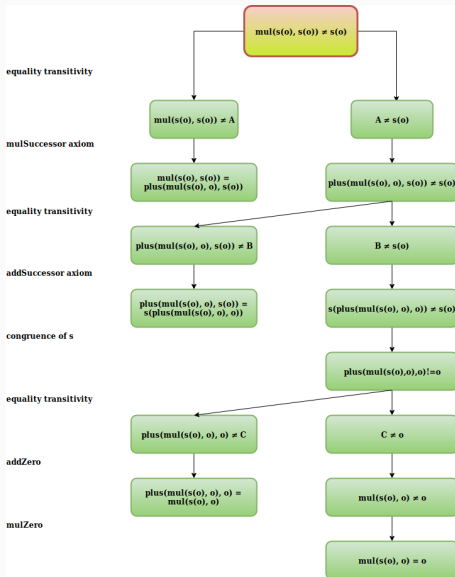 mul(s(o), s(o)) ≠ s(o)
equality transitivity
mul(s(o), s(o)) ≠ A
A ≠ s(o)
mulSuccessor axiom
mul(s(o), s(o)) =
plus(mul(s(o), o), s(o))
plus(mul(s(o), o), s(o)) ≠ s(o)
equality transitivity
plus(mul(s(o), o), s(o)) ≠ B
B ≠ s(o)
addSuccessor axiom
plus(mul(s(o), o), s(o)) =
s(plus(mul(s(o), o), o))
s(plus(mul(s(o), o), o)) ≠ s(o)
congruence of s
plus(mul(s(o),o),o)!=o
equality transitivity
plus(mul(s(o), o), o) ≠ C
C ≠ o
addZero
plus(mul(s(o), o), o) =
mul(s(o), o)
mul(s(o), o) ≠ o
mulZero
mul(s(o), o) = o